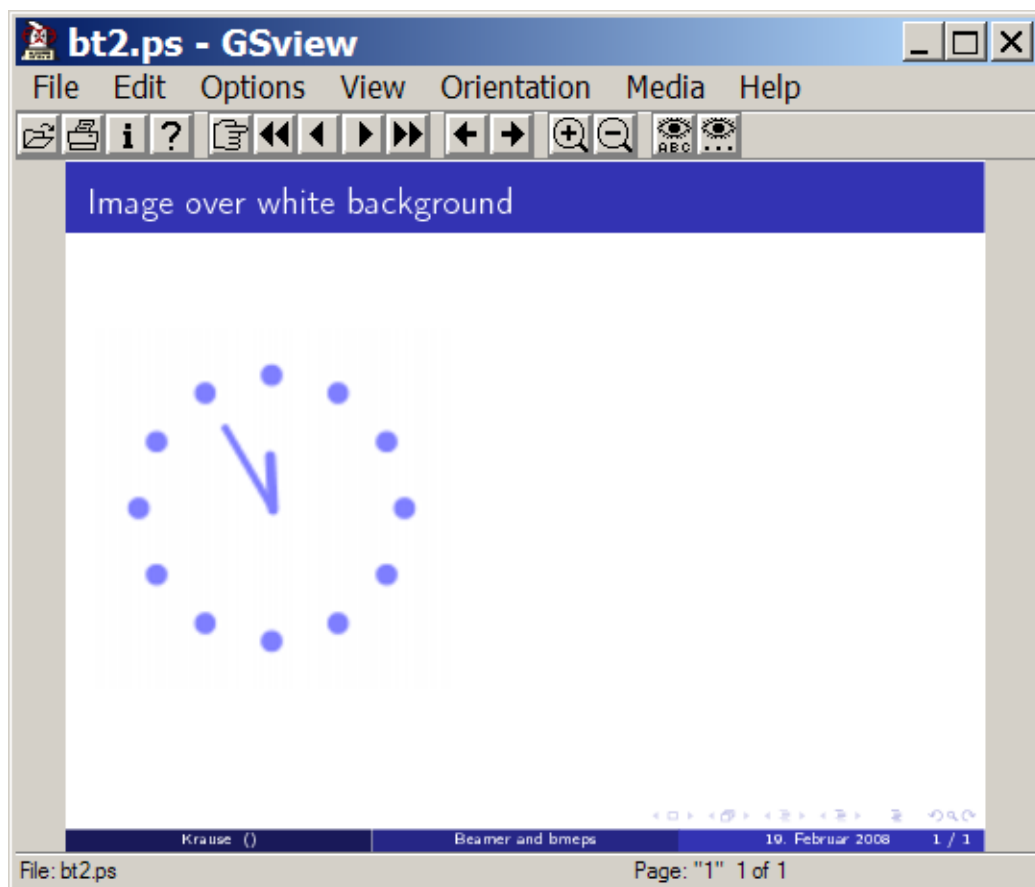 bt2.ps - GSview
File Edit Options View Orientation Media Help
i ? ABC
Image over white background
Krause () Beamer and bmeps 19. Februar 2008 1 / 1
File: bt2.ps Page: "1" 1 of 1